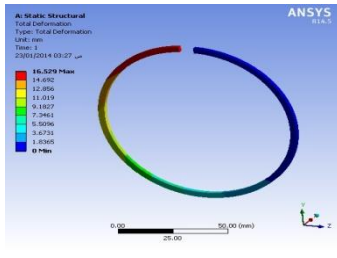 A: Static Structural
Total Deformation
Type: Total Deformation
Unit: mm
Time: 1
23/01/2014 03:27 ص
16.529 Max
14.692
12.856
11.019
9.1827
7.3461
5.5096
3.6731
1.8365
0 Min
ANSYS
R14.5
0.00
50.00 (mm)
25.00
Y
Z